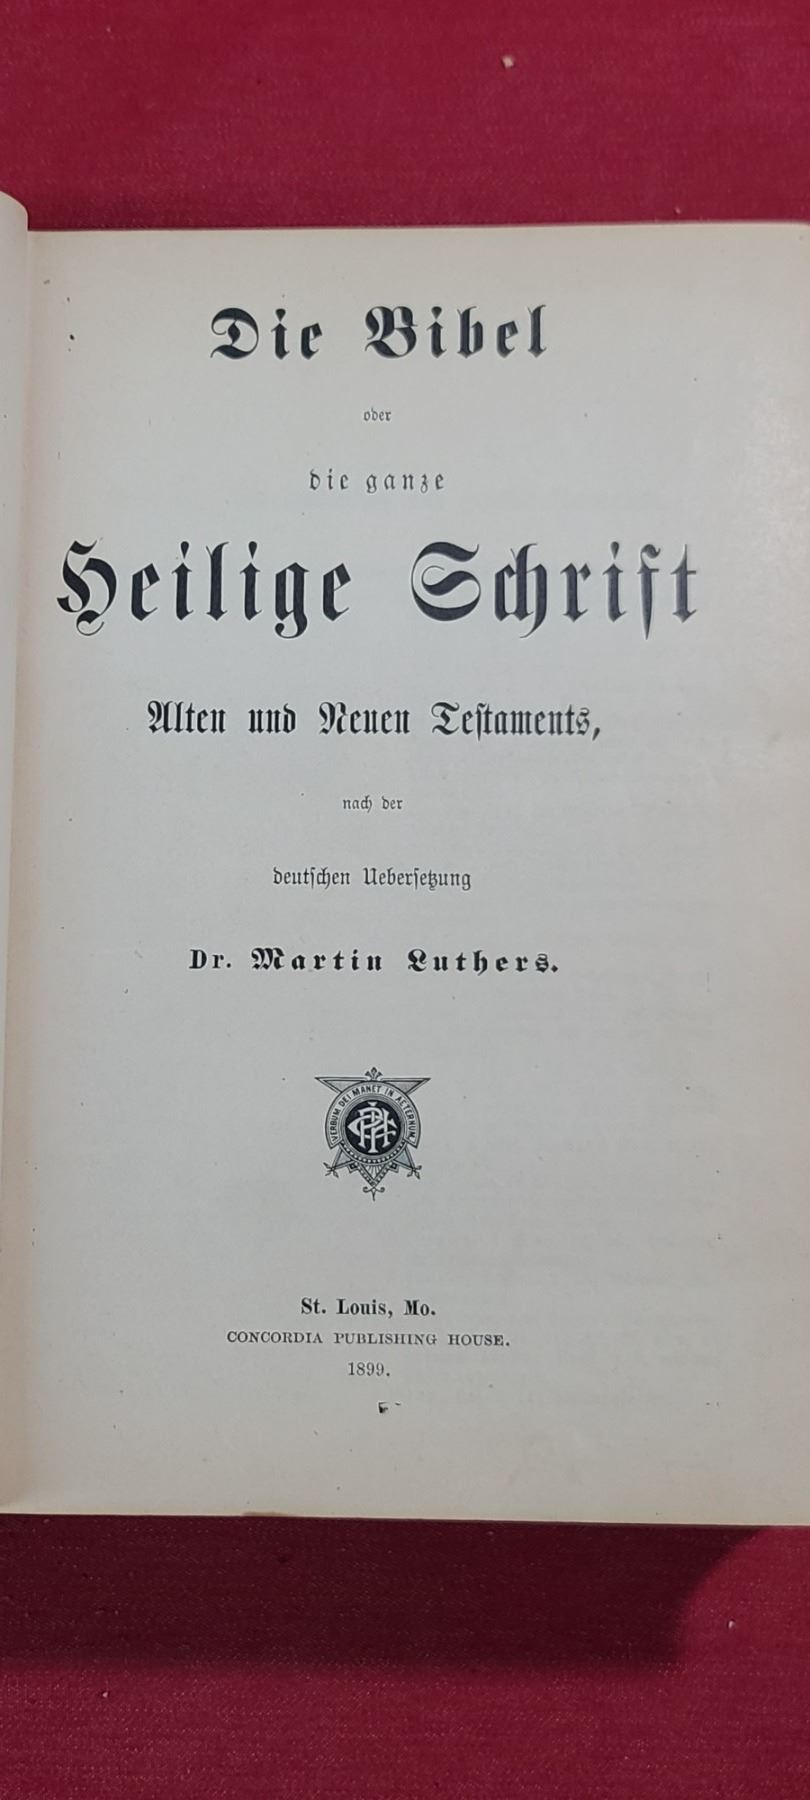 Die Bibel
oder
die ganze
Heilige Schrift
Alten und Neuen Teſtaments,
nach der
deutſchen Ueberſetzung
Dr. Martin Luthers.
VERBUM DEI MANET IN AETERNUM
CPH
St. Louis, Mo.
CONCORDIA PUBLISHING HOUSE.
1899.